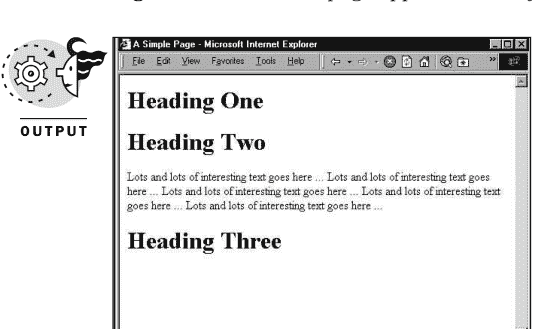 OUTPUT
A Simple Page - Microsoft Internet Explorer
File Edit View Favorites Tools Help
Heading One
Heading Two
Lots and lots of interesting text goes here ... Lots and lots of interesting text goes
here ... Lots and lots of interesting text goes here ... Lots and lots of interesting text
goes here ... Lots and lots of interesting text goes here ...
Heading Three